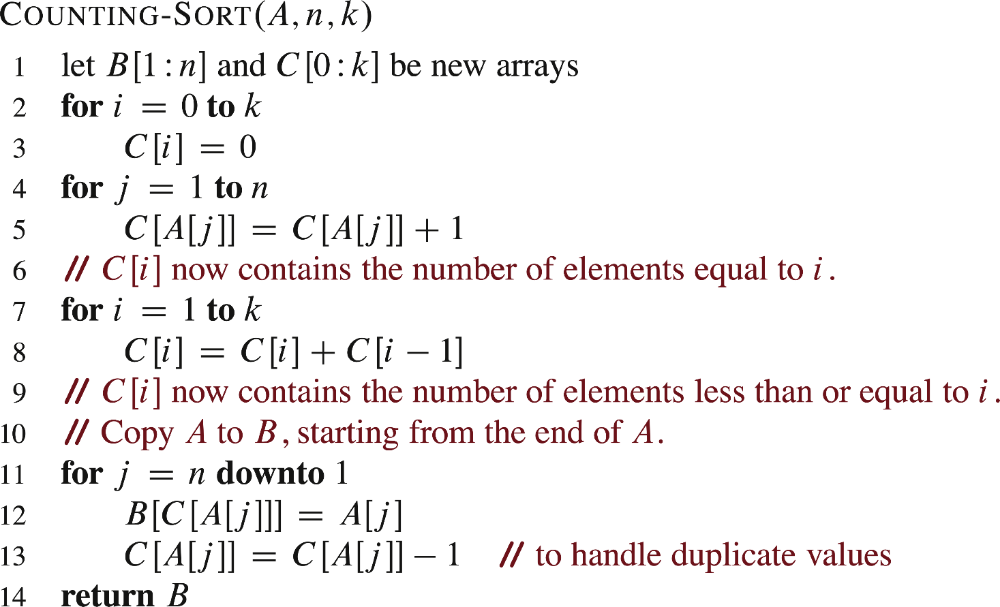 COUNTING-SORT(A, n, k)
1 let B[1:n] and C[0:k] be new arrays
2 for i = 0 to k
3 C[i] = 0
4 for j = 1 to n
5 C[A[j]] = C[A[j]] + 1
6 // C[i] now contains the number of elements equal to i.
7 for i = 1 to k
8 C[i] = C[i] + C[i − 1]
9 // C[i] now contains the number of elements less than or equal to i.
10 // Copy A to B, starting from the end of A.
11 for j = n downto 1
12 B[C[A[j]]] = A[j]
13 C[A[j]] = C[A[j]] − 1 // to handle duplicate values
14 return B